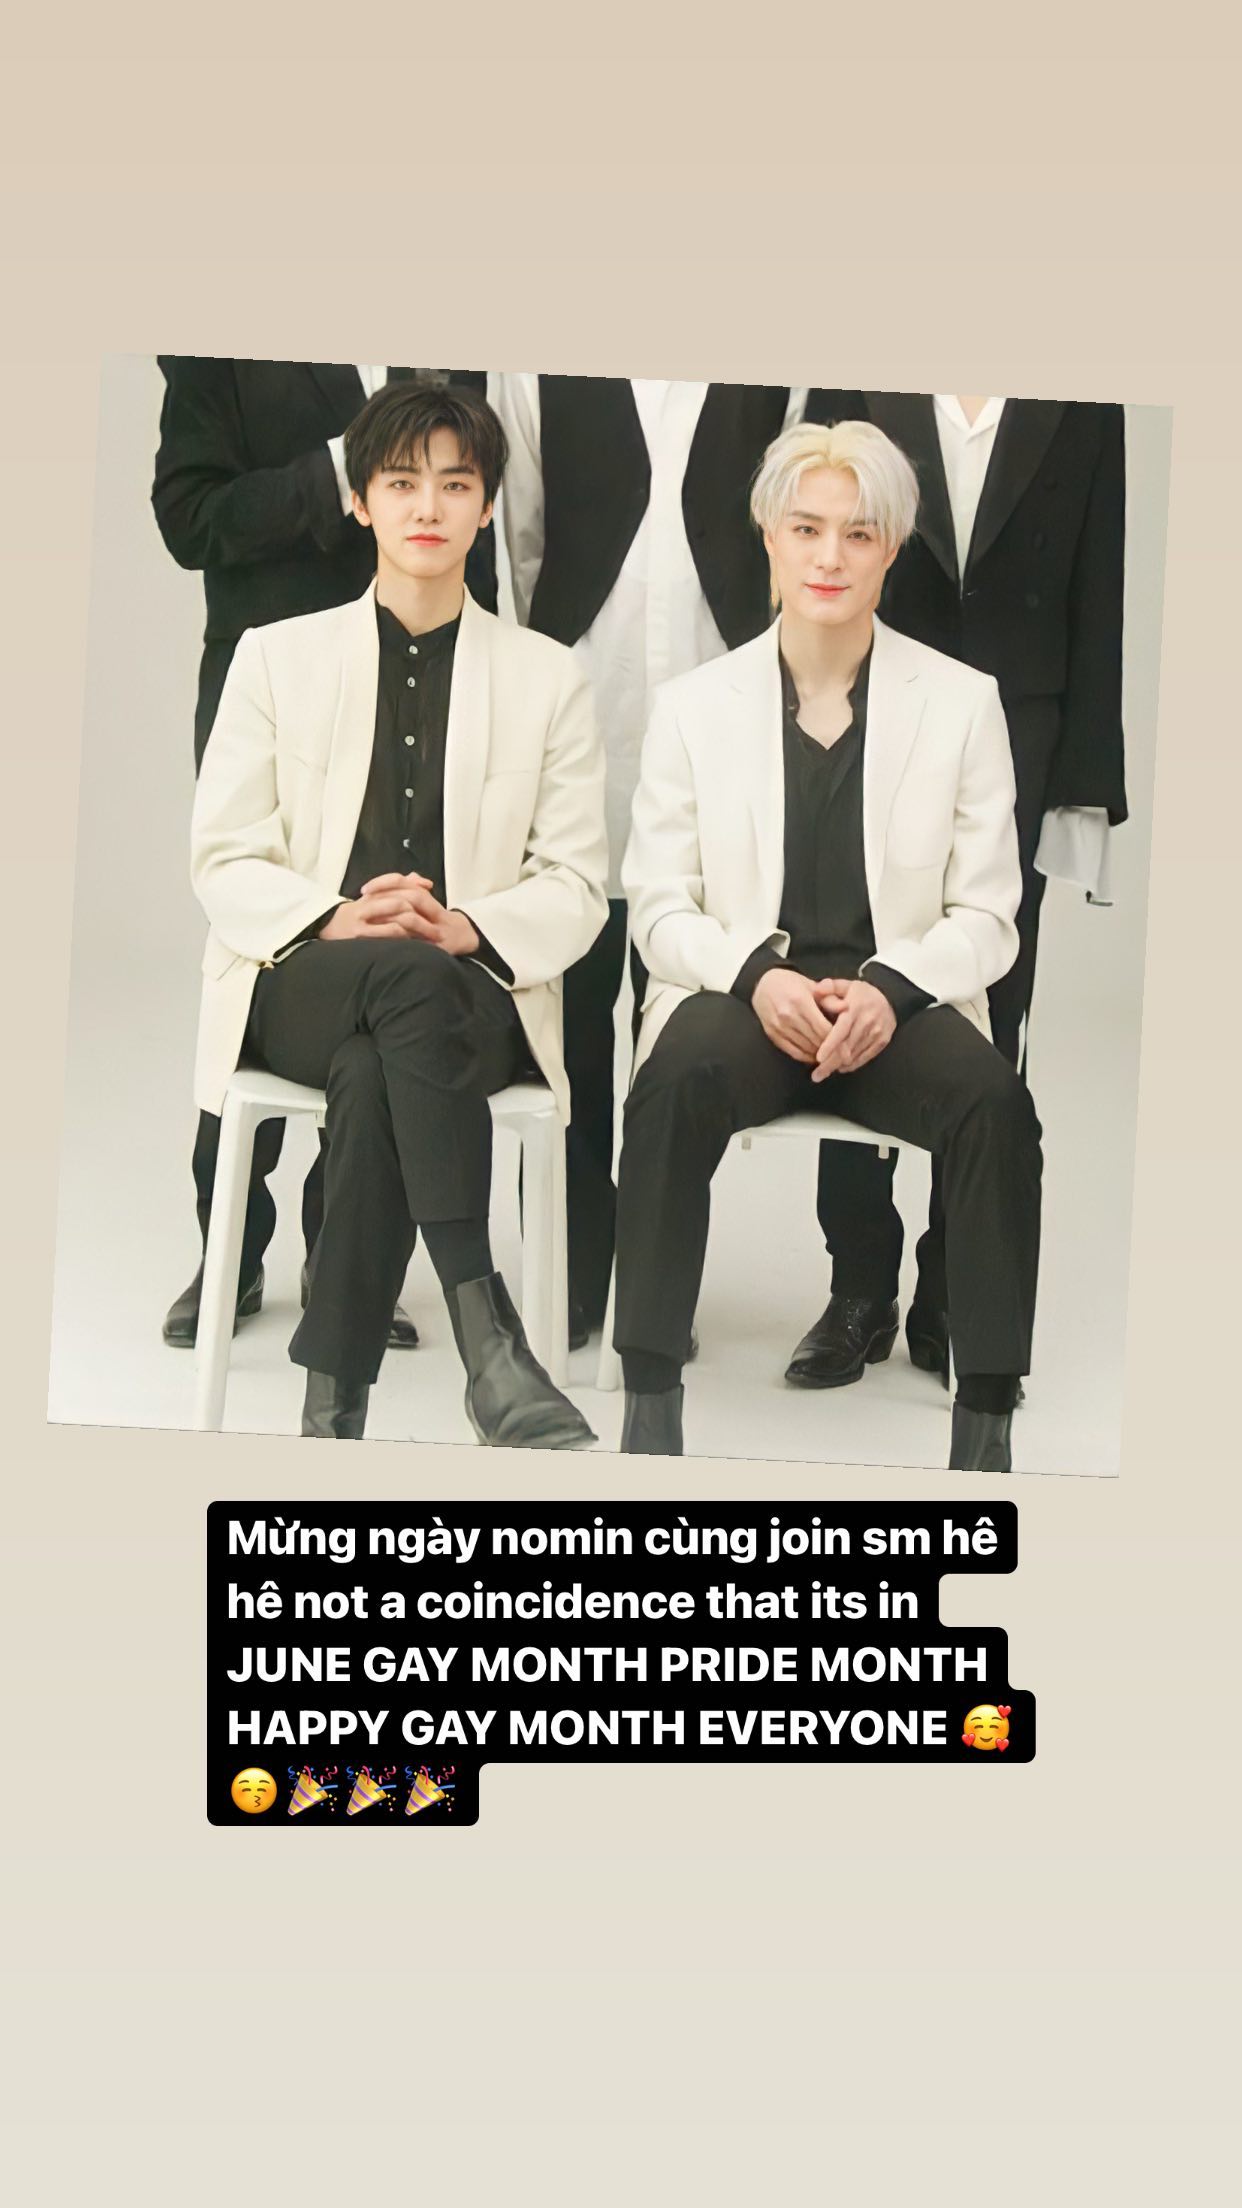 Mừng ngày nomin cùng join sm hê
hê not a coincidence that its in
JUNE GAY MONTH PRIDE MONTH
HAPPY GAY MONTH EVERYONE 🥰
😚🎉🎉🎉